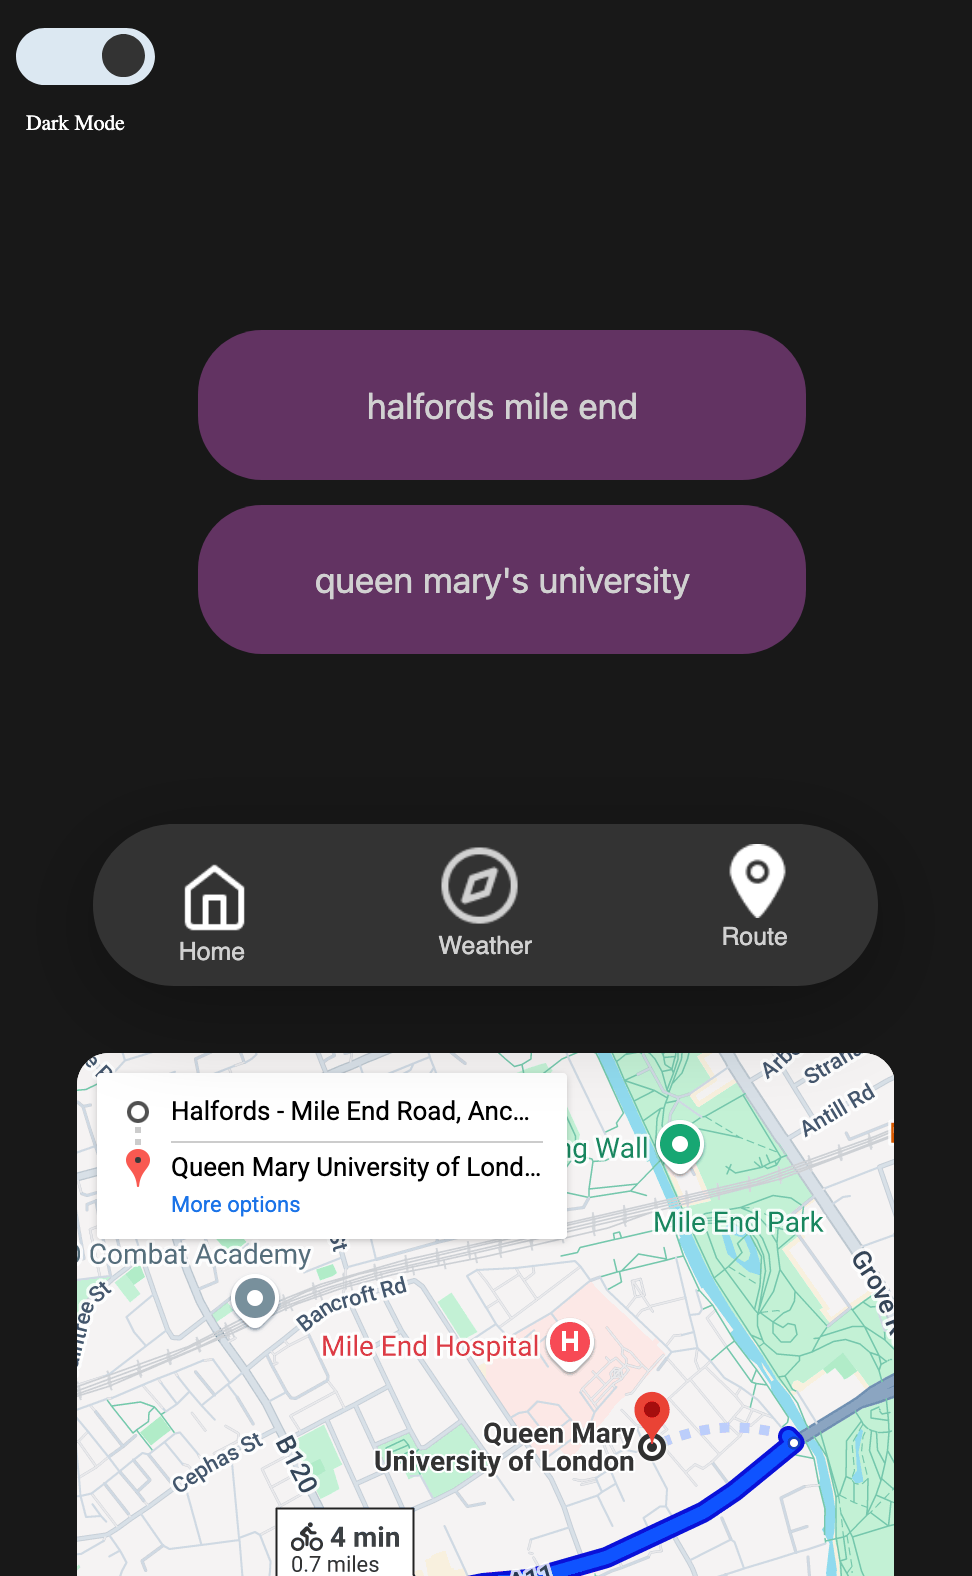 Dark Mode
halfords mile end
queen mary's university
Home
Weather
Route
Halfords - Mile End Road, Anc...
Queen Mary University of Lond...
More options
ng Wall
Strand
Antill Rd
Mile End Park
Combat Academy
Bancroft Rd
Grove R
Mile End Hospital
H
Queen Mary
University of London
Cephas St
B120
4 min
0.7 miles